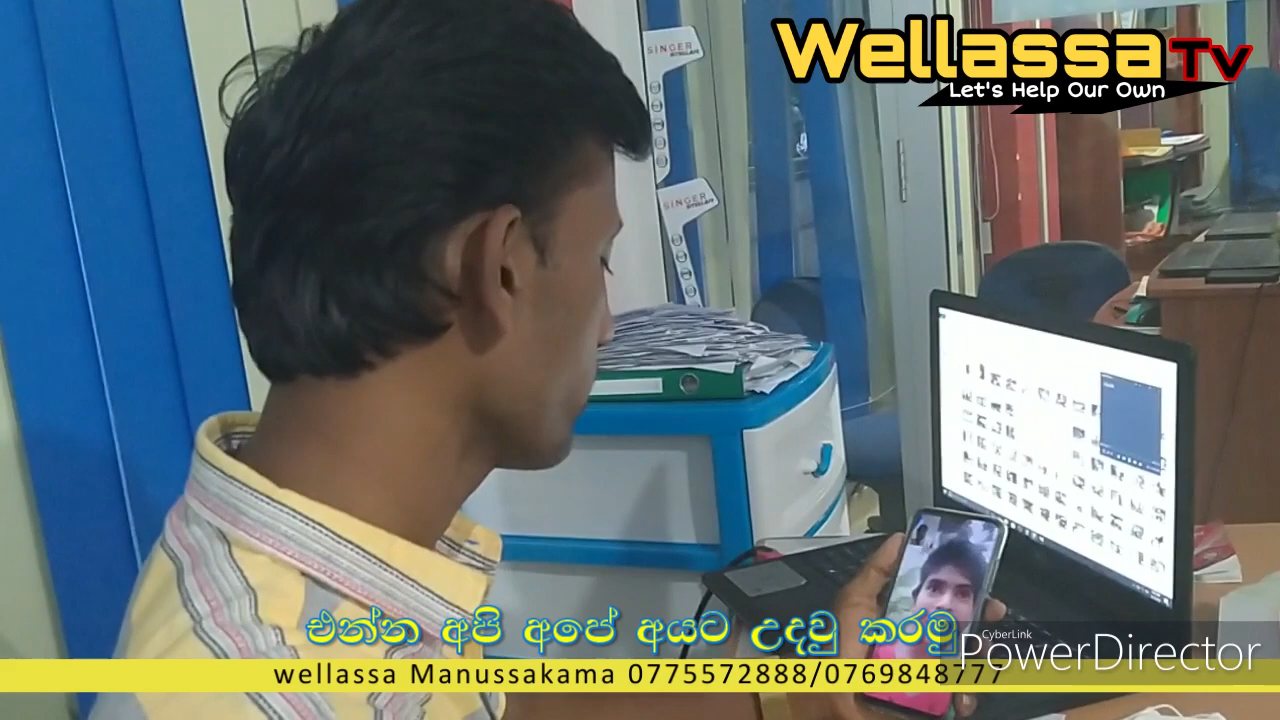 Wellassa Tv
Let's Help Our Own
SINGER
SINGER
එන්න අපි අපේ අයට උදවු කරමු
wellassa Manussakama 0775572888/0769848777
CyberLink
PowerDirector